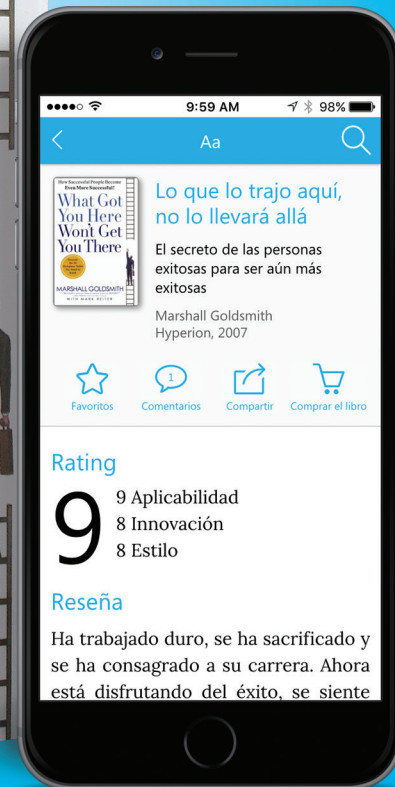 9:59 AM
98%
Aa
How Successful People Become
Even More Successful!
What Got
You Here
Won't Get
You There
MARSHALL GOLDSMITH
WITH MARK REITER
Lo que lo trajo aquí,
no lo llevará allá
El secreto de las personas
exitosas para ser aún más
exitosas
Marshall Goldsmith
Hyperion, 2007
1
Favoritos
Comentarios
Compartir
Comprar el libro
Rating
9
9 Aplicabilidad
8 Innovación
8 Estilo
Reseña
Ha trabajado duro, se ha sacrificado y
se ha consagrado a su carrera. Ahora
está disfrutando del éxito, se siente